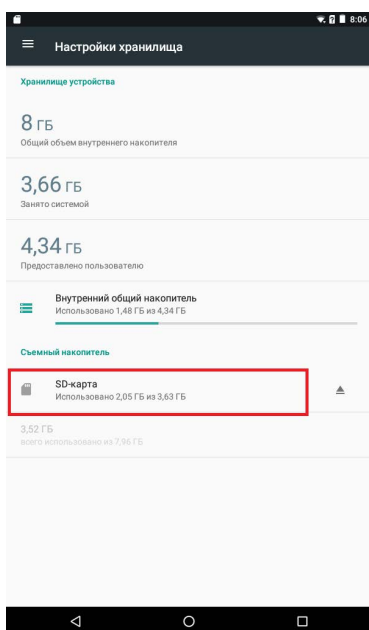 8:06
Настройки хранилища
Хранилище устройства
8 ГБ
Общий объем внутреннего накопителя
3,66 ГБ
Занято системой
4,34 ГБ
Предоставлено пользователю
Внутренний общий накопитель
Использовано 1,48 ГБ из 4,34 ГБ
Съемный накопитель
SD-карта
Использовано 2,05 ГБ из 3,63 ГБ
3,52 ГБ
всего использовано из 7,96 ГБ